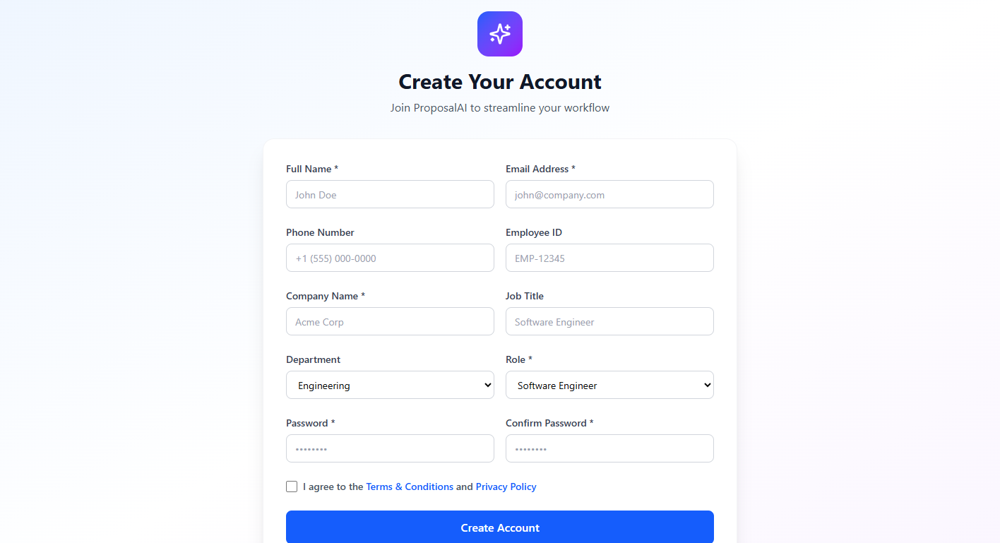 Create Your Account
Join ProposalAI to streamline your workflow
Full Name *
Email Address *
John Doe
john@company.com
Phone Number
Employee ID
+1 (555) 000-0000
EMP-12345
Company Name *
Job Title
Acme Corp
Software Engineer
Department
Role *
Engineering
Software Engineer
Password *
Confirm Password *
••••••••
••••••••
I agree to the Terms & Conditions and Privacy Policy
Create Account